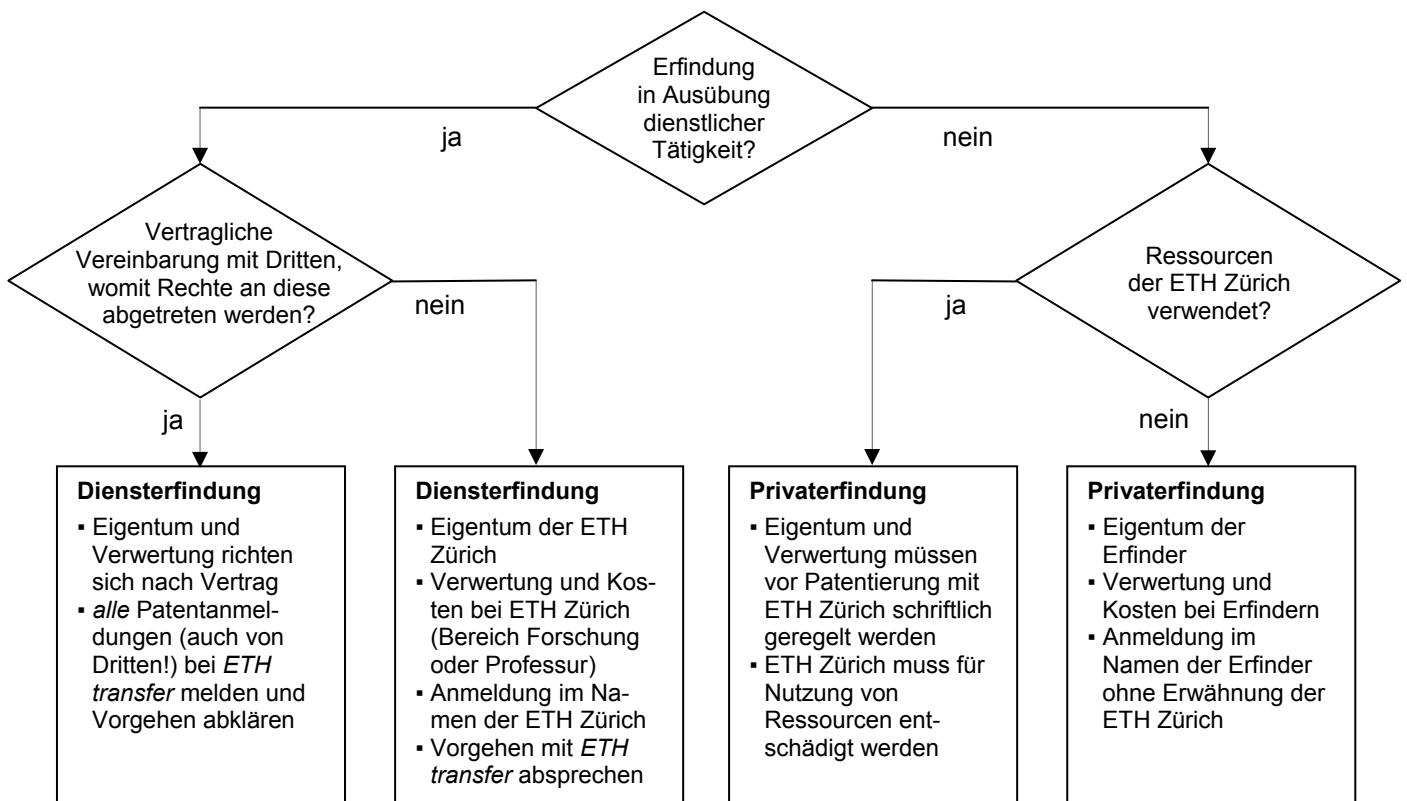 Erfindung
in Ausübung
dienstlicher
Tätigkeit?
ja
nein
Vertragliche
Vereinbarung mit Dritten,
womit Rechte an diese
abgetreten werden?
nein
ja
Ressourcen
der ETH Zürich
verwendet?
ja
nein
Diensterfindung
▪ Eigentum und
Verwertung richten
sich nach Vertrag
▪ alle Patentanmel-
dungen (auch von
Dritten!) bei ETH
transfer melden und
Vorgehen abklären
Diensterfindung
▪ Eigentum der ETH
Zürich
▪ Verwertung und Kos-
ten bei ETH Zürich
(Bereich Forschung
oder Professur)
▪ Anmeldung im Na-
men der ETH Zürich
▪ Vorgehen mit ETH
transfer absprechen
Privaterfindung
▪ Eigentum und
Verwertung müssen
vor Patentierung mit
ETH Zürich schriftlich
geregelt werden
▪ ETH Zürich muss für
Nutzung von
Ressourcen ent-
schädigt werden
Privaterfindung
▪ Eigentum der
Erfinder
▪ Verwertung und
Kosten bei Erfindern
▪ Anmeldung im
Namen der Erfinder
ohne Erwähnung der
ETH Zürich